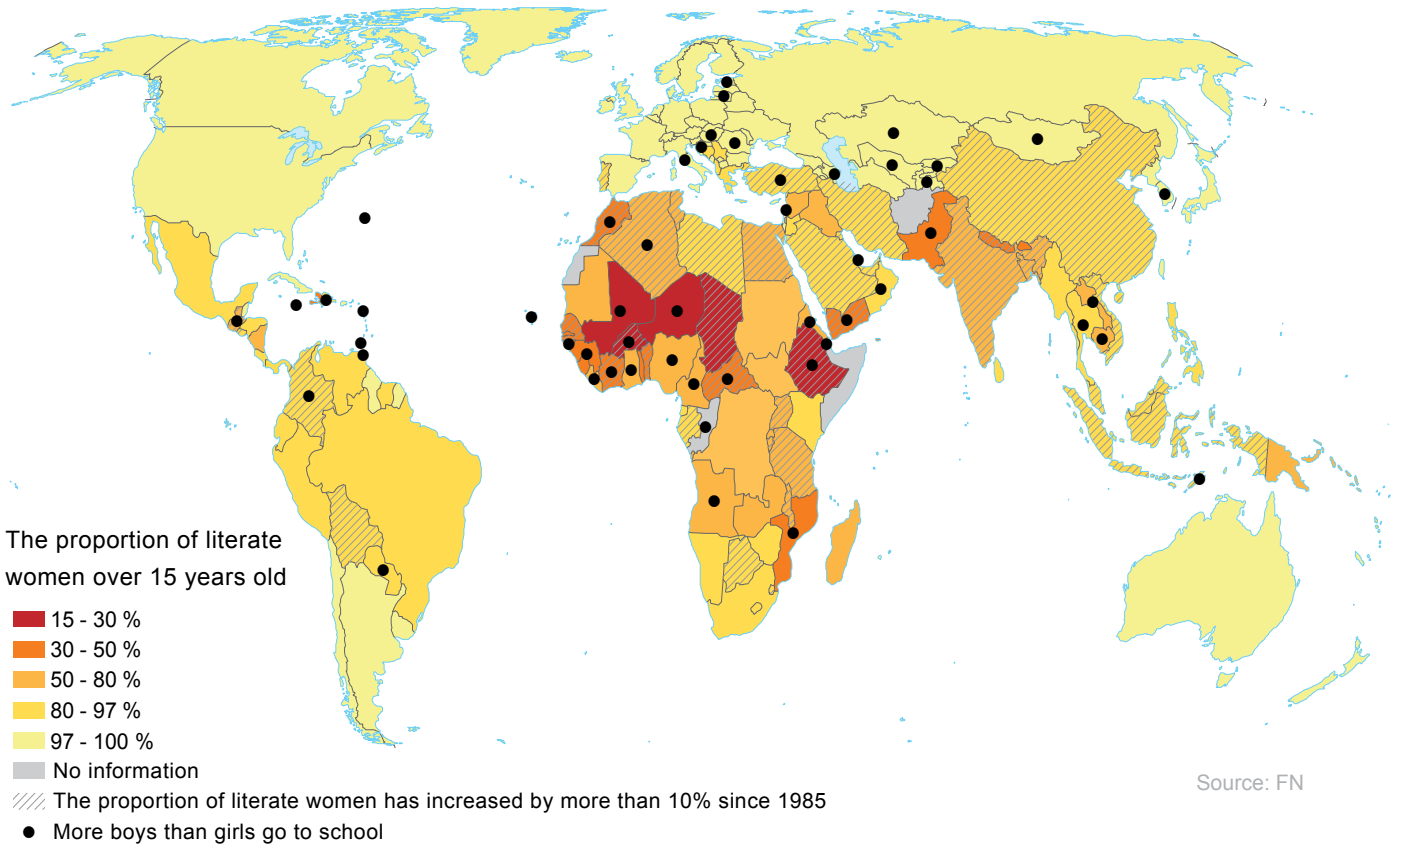 The proportion of literate
women over 15 years old
15 - 30 %
30 - 50 %
50 - 80 %
80 - 97 %
97 - 100 %
No information
The proportion of literate women has increased by more than 10% since 1985
More boys than girls go to school
Source: FN